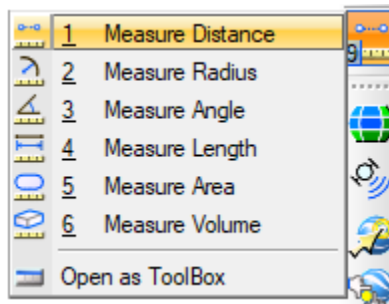 1 Measure Distance
2 Measure Radius
3 Measure Angle
4 Measure Length
5 Measure Area
6 Measure Volume
Open as ToolBox
9